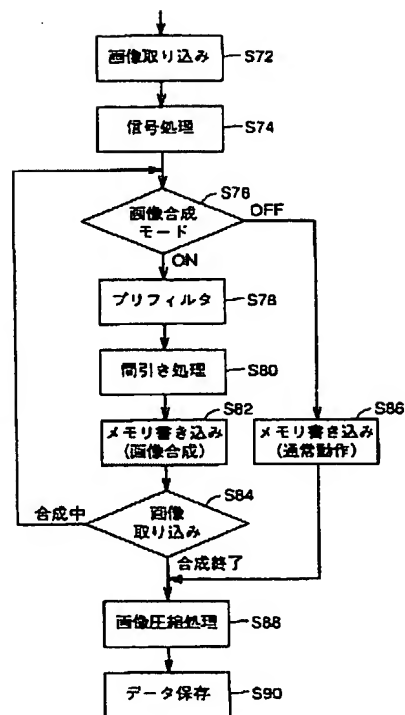 画像取り込み S72
信号処理 S74
画像合成
モード
S76
OFF
ON
プリフィルタ S78
間引き処理 S80
S82
メモリ書き込み
(画像合成)
S86
メモリ書き込み
(通常動作)
S84
画像
取り込み
合成中
合成終了
画像圧縮処理 S88
データ保存 S90